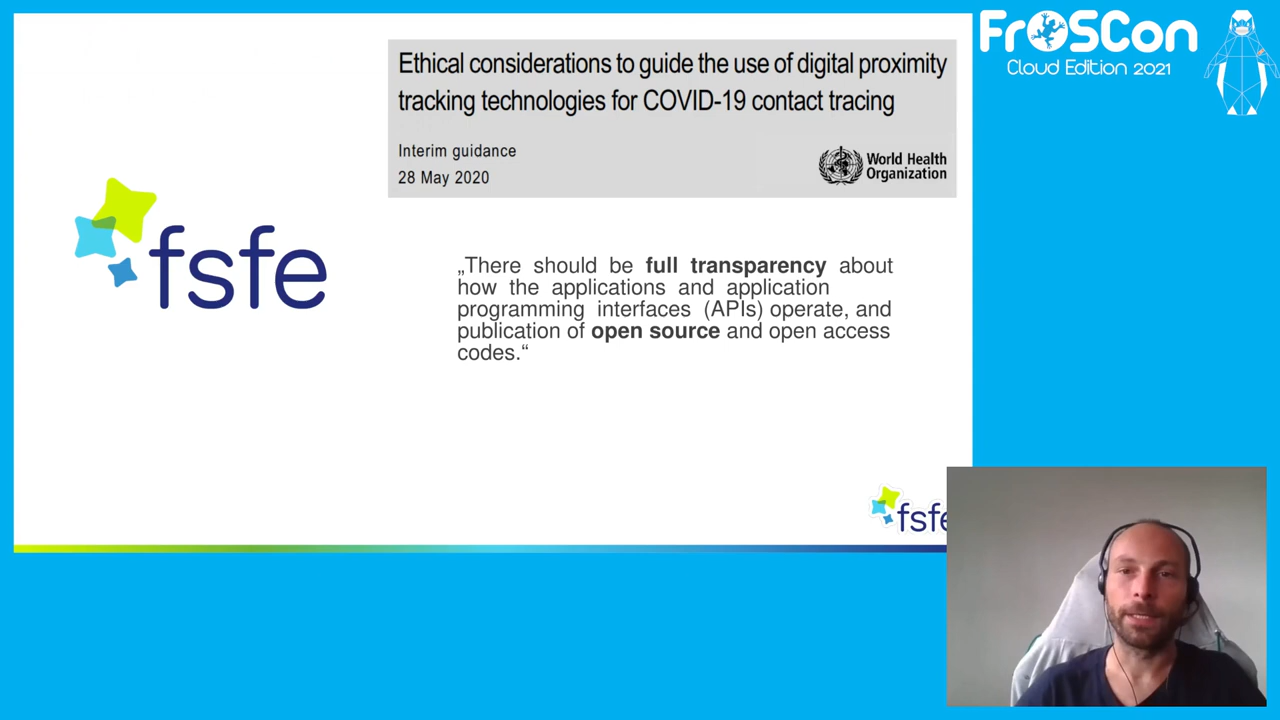 FrOSCon
Cloud Edition 2021
Ethical considerations to guide the use of digital proximity
tracking technologies for COVID-19 contact tracing
Interim guidance
28 May 2020
World Health
Organization
fsfe
„There should be full transparency about
how the applications and application
programming interfaces (APIs) operate, and
publication of open source and open access
codes.“
fsfe